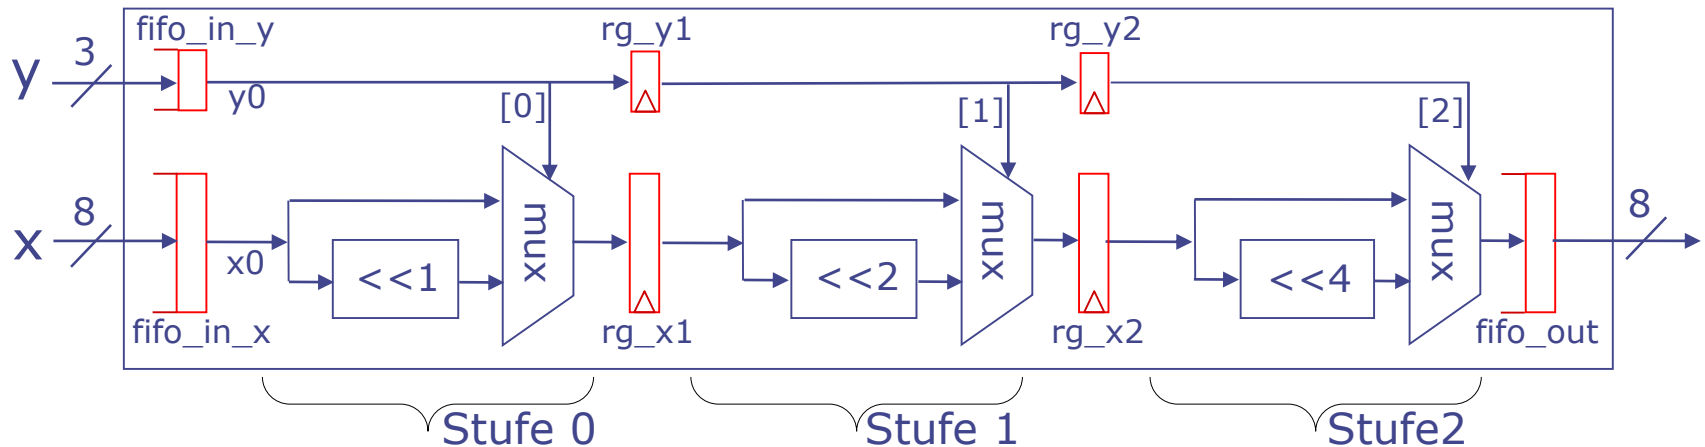 fifo_in_y
rg_y1
rg_y2
y
3
y0
[0]
[1]
[2]
x
8
x0
<<1
mux
<<2
mux
<<4
mux
8
fifo_in_x
rg_x1
rg_x2
fifo_out
Stufe 0
Stufe 1
Stufe2